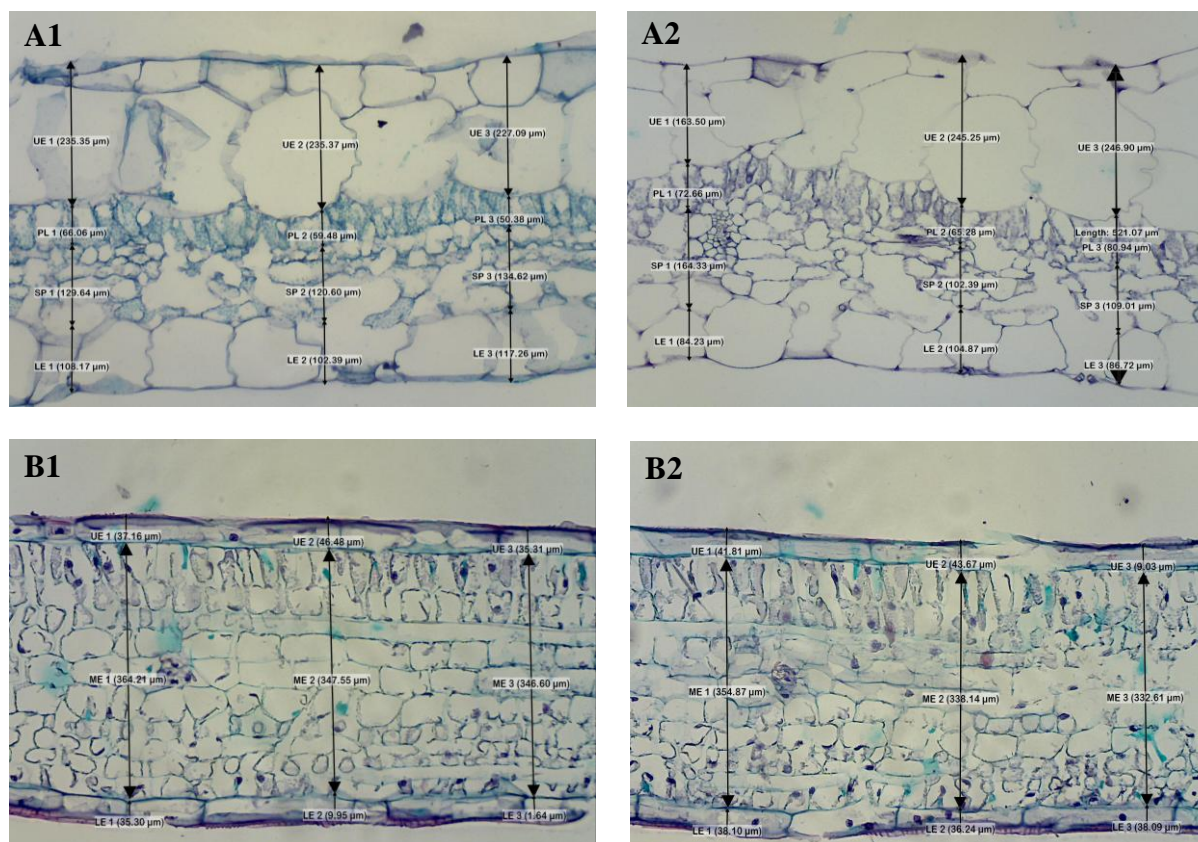 A1
UE 1 (235.35 µm)
UE 2 (235.37 µm)
UE 3 (227.09 µm)
PL 1 (66.06 µm)
PL 2 (59.48 µm)
PL 3 (50.38 µm)
SP 1 (129.64 µm)
SP 2 (120.60 µm)
SP 3 (134.62 µm)
LE 1 (108.17 µm)
LE 2 (102.39 µm)
LE 3 (117.26 µm)
A2
UE 1 (163.50 µm)
UE 2 (245.25 µm)
UE 3 (246.90 µm)
PL 1 (72.66 µm)
PL 2 (65.28 µm)
Length: 521.07 µm
PL 3 (80.94 µm)
SP 1 (164.33 µm)
SP 2 (102.39 µm)
SP 3 (109.01 µm)
LE 1 (84.23 µm)
LE 2 (104.87 µm)
LE 3 (86.72 µm)
B1
UE 1 (37.16 µm)
UE 2 (46.48 µm)
UE 3 (35.31 µm)
ME 1 (364.21 µm)
ME 2 (347.55 µm)
ME 3 (346.60 µm)
LE 1 (35.30 µm)
LE 2 (9.95 µm)
LE 3 (1.64 µm)
B2
UE 1 (41.81 µm)
UE 2 (43.67 µm)
UE 3 (9.03 µm)
ME 1 (354.87 µm)
ME 2 (338.14 µm)
ME 3 (332.61 µm)
LE 1 (38.10 µm)
LE 2 (36.24 µm)
LE 3 (38.09 µm)